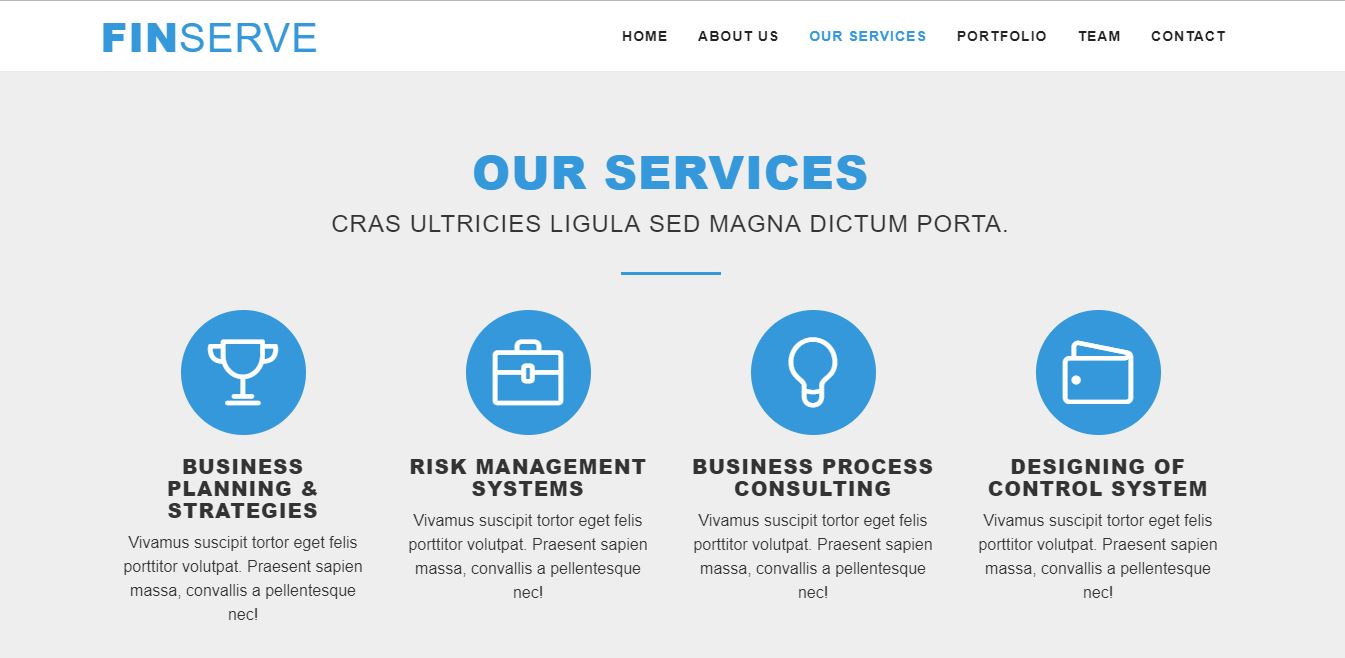 FINSERVE
HOME ABOUT US OUR SERVICES PORTFOLIO TEAM CONTACT
OUR SERVICES
CRAS ULTRICIES LIGULA SED MAGNA DICTUM PORTA.
BUSINESS
PLANNING &
STRATEGIES
Vivamus suscipit tortor eget felis
porttitor volutpat. Praesent sapien
massa, convallis a pellentesque
nec!
RISK MANAGEMENT
SYSTEMS
Vivamus suscipit tortor eget felis
porttitor volutpat. Praesent sapien
massa, convallis a pellentesque
nec!
BUSINESS PROCESS
CONSULTING
Vivamus suscipit tortor eget felis
porttitor volutpat. Praesent sapien
massa, convallis a pellentesque
nec!
DESIGNING OF
CONTROL SYSTEM
Vivamus suscipit tortor eget felis
porttitor volutpat. Praesent sapien
massa, convallis a pellentesque
nec!